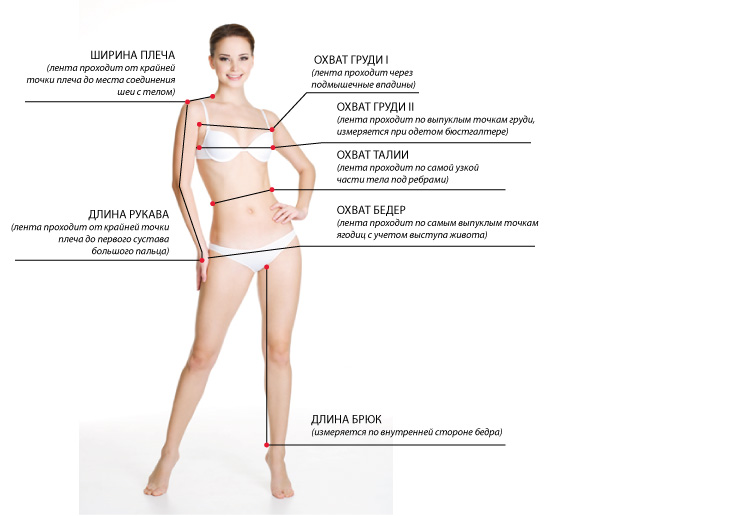 ШИРИНА ПЛЕЧА
(лента проходит от крайней
точки плеча до места соединения
шеи с телом)
ОХВАТ ГРУДИ I
(лента проходит через
подмышечные впадины)
ОХВАТ ГРУДИ II
(лента проходит по выпуклым точкам груди,
измеряется при одетом бюстгалтере)
ОХВАТ ТАЛИИ
(лента проходит по самой узкой
части тела под ребрами)
ДЛИНА РУКАВА
(лента проходит от крайней точки
плеча до первого сустава
большого пальца)
ОХВАТ БЕДЕР
(лента проходит по самым выпуклым точкам
ягодиц с учетом выступа живота)
ДЛИНА БРЮК
(измеряется по внутренней стороне бедра)